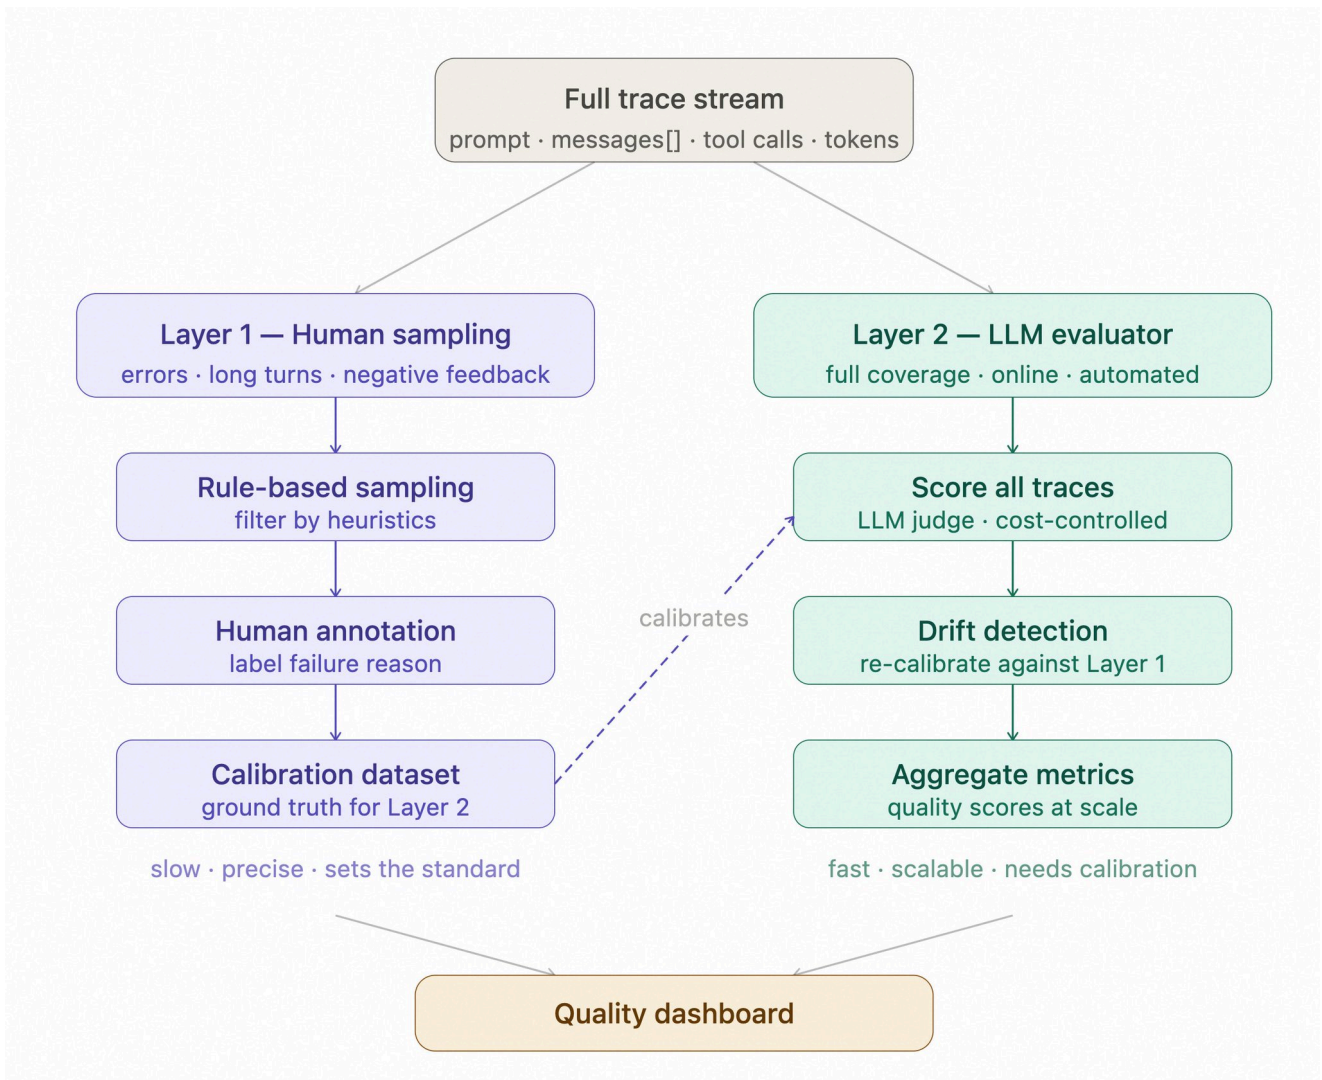 Full trace stream
prompt · messages[] · tool calls · tokens
Layer 1 — Human sampling
errors · long turns · negative feedback
Rule-based sampling
filter by heuristics
Human annotation
label failure reason
Calibration dataset
ground truth for Layer 2
slow · precise · sets the standard
calibrates
Layer 2 — LLM evaluator
full coverage · online · automated
Score all traces
LLM judge · cost-controlled
Drift detection
re-calibrate against Layer 1
Aggregate metrics
quality scores at scale
fast · scalable · needs calibration
Quality dashboard